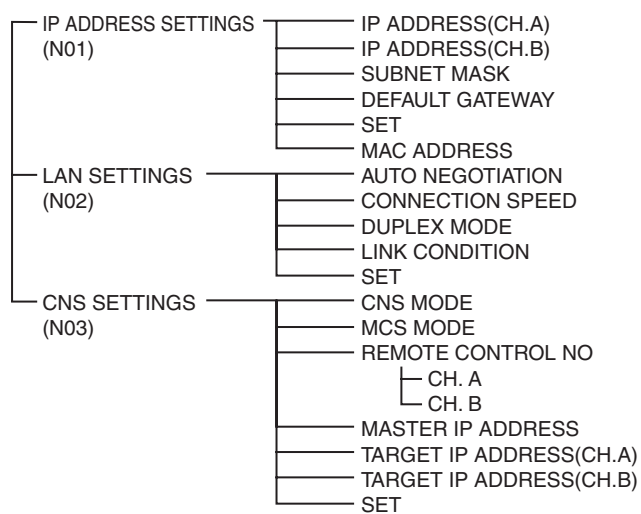 IP ADDRESS SETTINGS
(N01)
IP ADDRESS(CH.A)
IP ADDRESS(CH.B)
SUBNET MASK
DEFAULT GATEWAY
SET
MAC ADDRESS
LAN SETTINGS
(N02)
AUTO NEGOTIATION
CONNECTION SPEED
DUPLEX MODE
LINK CONDITION
SET
CNS SETTINGS
(N03)
CNS MODE
MCS MODE
REMOTE CONTROL NO
CH. A
CH. B
MASTER IP ADDRESS
TARGET IP ADDRESS(CH.A)
TARGET IP ADDRESS(CH.B)
SET